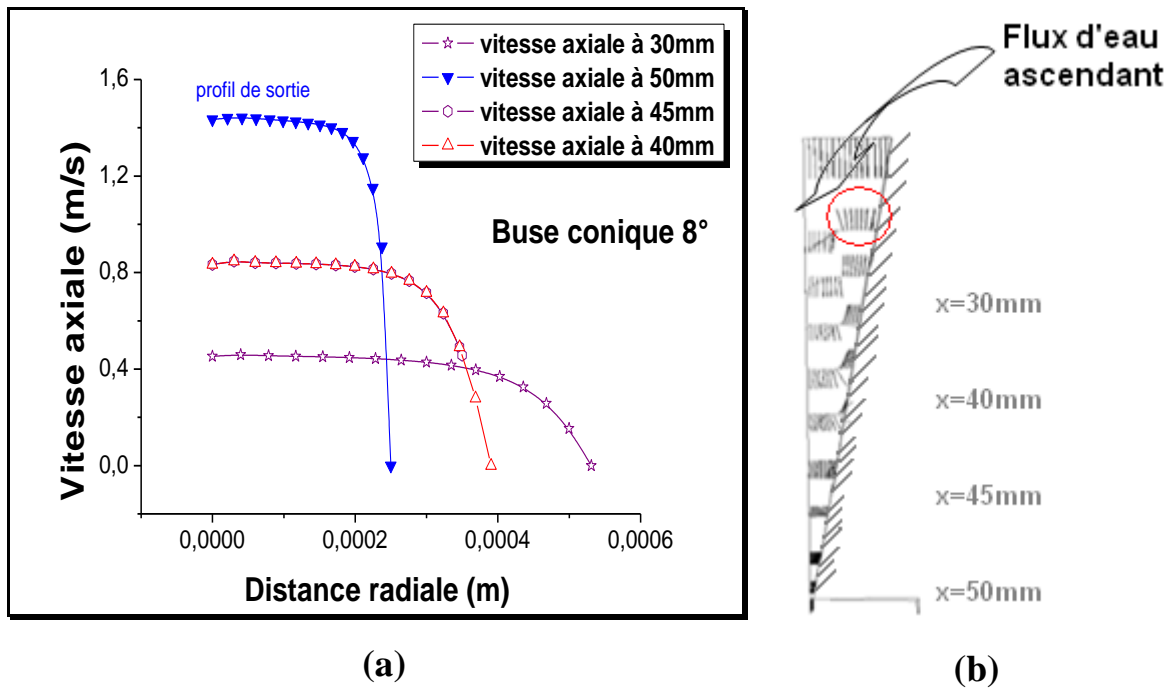 vitesse axiale à 30mm
vitesse axiale à 50mm
vitesse axiale à 45mm
vitesse axiale à 40mm
profil de sortie
Buse conique 8°
Vitesse axiale (m/s)
1,6
1,2
0,8
0,4
0,0
0,0000
0,0002
0,0004
0,0006
Distance radiale (m)
(a)
Flux d'eau
ascendant
x=30mm
x=40mm
x=45mm
x=50mm
(b)